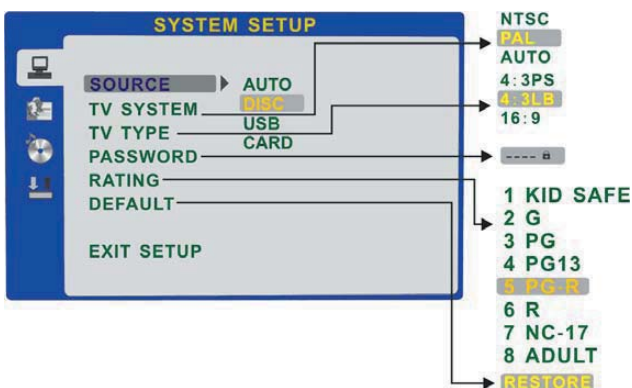 SYSTEM SETUP
SOURCE
TV SYSTEM
TV TYPE
PASSWORD
RATING
DEFAULT
EXIT SETUP
AUTO
DISC
USB
CARD
NTSC
PAL
AUTO
4:3PS
4:3LB
16:9
----
1 KID SAFE
2 G
3 PG
4 PG13
5 PG-R
6 R
7 NC-17
8 ADULT
RESTORE